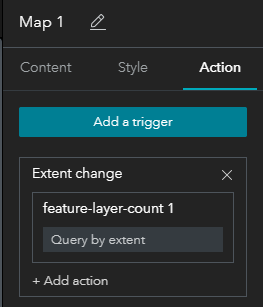 Map 1
Content Style Action
Add a trigger
Extent change
feature-layer-count 1
Query by extent
+ Add action